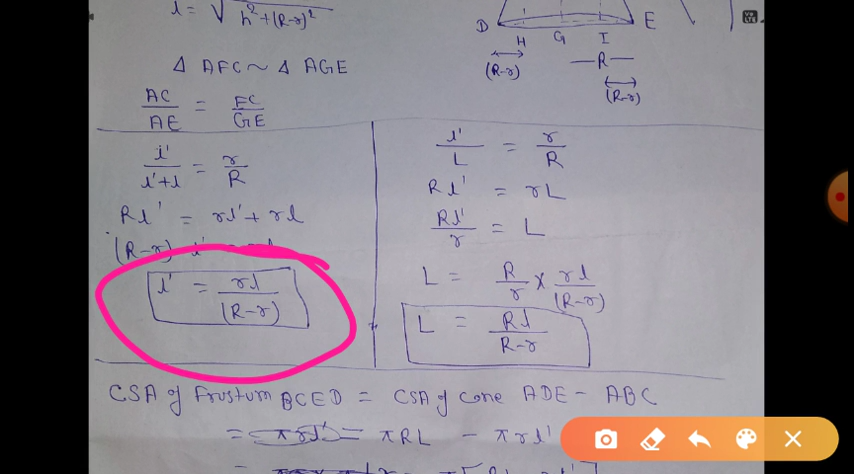 l = √h²+(R-r)²
D H G I E
(R-r) R (R-r)
Δ AFC ~ Δ AGE
AC/AE = FC/GE
l'/l'+l = r/R
Rl' = rl' + rl
(R-r) l'
l' = rl/(R-r)
l'/L = r/R
Rl' = rL
Rl'/r = L
L = R/r × rl/(R-r)
L = Rl/R-r
CSA of Frustum BCED = CSA of cone ADE - ABC
= πrl' = πRL - πrl'